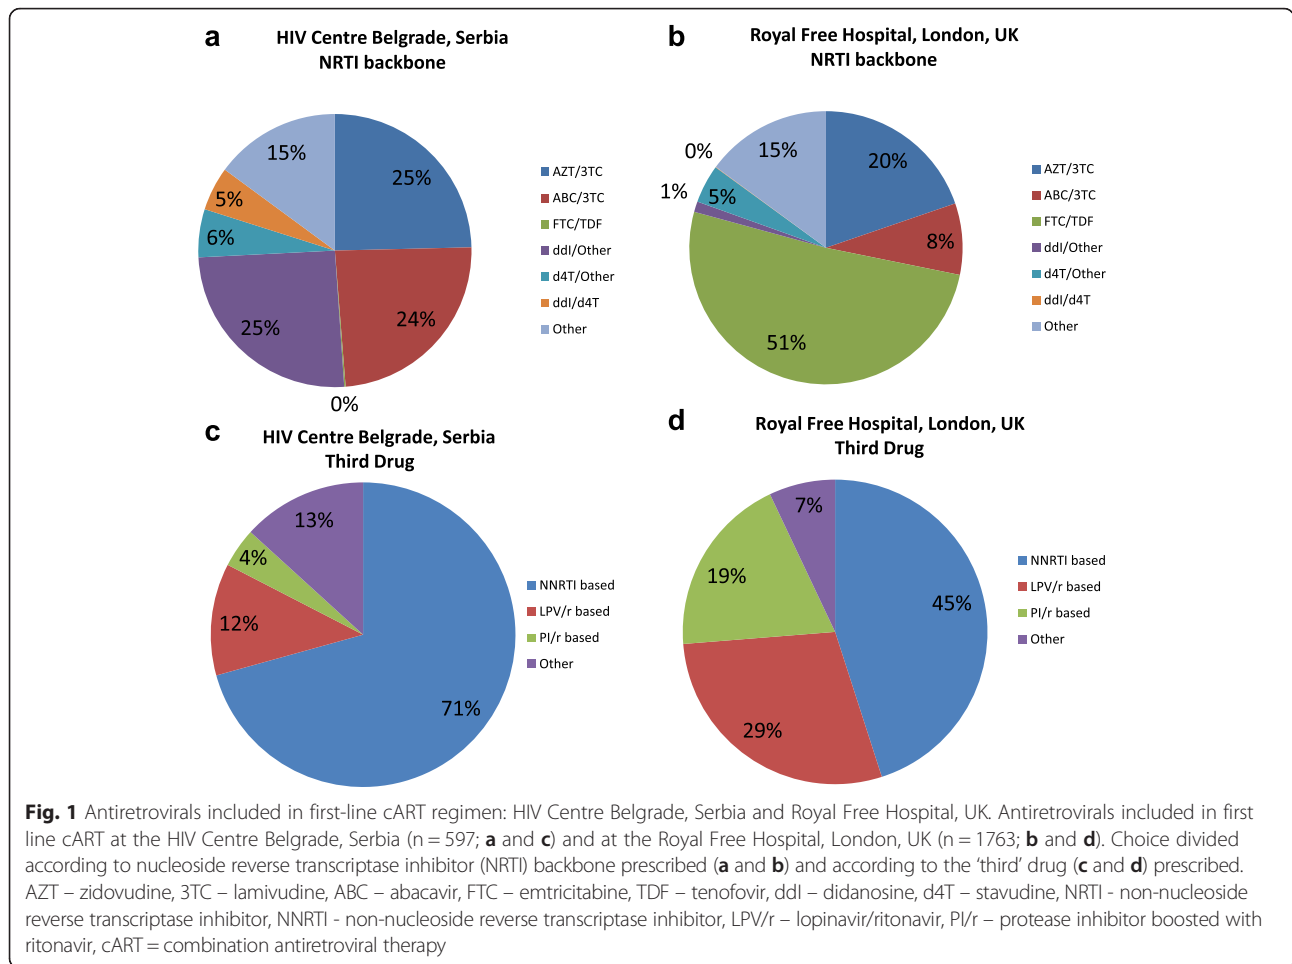 a
HIV Centre Belgrade, Serbia
NRTI backbone
15%
25%
5%
6%
25%
24%
0%
AZT/3TC
ABC/3TC
FTC/TDF
ddI/Other
d4T/Other
ddI/d4T
Other
b
Royal Free Hospital, London, UK
NRTI backbone
0%
15%
20%
1%
5%
8%
51%
AZT/3TC
ABC/3TC
FTC/TDF
ddI/Other
d4T/Other
ddI/d4T
Other
c
HIV Centre Belgrade, Serbia
Third Drug
13%
4%
12%
71%
NNRTI based
LPV/r based
PI/r based
Other
d
Royal Free Hospital, London, UK
Third Drug
7%
19%
45%
29%
NNRTI based
LPV/r based
PI/r based
Other
Fig. 1 Antiretrovirals included in first-line cART regimen: HIV Centre Belgrade, Serbia and Royal Free Hospital, UK. Antiretrovirals included in first
line cART at the HIV Centre Belgrade, Serbia (n = 597; a and c) and at the Royal Free Hospital, London, UK (n = 1763; b and d). Choice divided
according to nucleoside reverse transcriptase inhibitor (NRTI) backbone prescribed (a and b) and according to the ‘third’ drug (c and d) prescribed.
AZT – zidovudine, 3TC – lamivudine, ABC – abacavir, FTC – emtricitabine, TDF – tenofovir, ddI – didanosine, d4T – stavudine, NRTI - non-nucleoside
reverse transcriptase inhibitor, NNRTI - non-nucleoside reverse transcriptase inhibitor, LPV/r – lopinavir/ritonavir, PI/r – protease inhibitor boosted with
ritonavir, cART = combination antiretroviral therapy